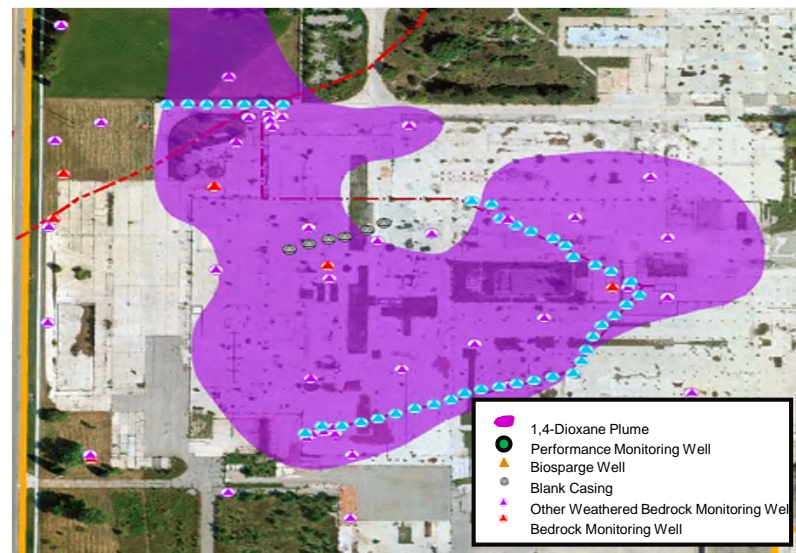 1,4-Dioxane Plume
Performance Monitoring Well
Biosparge Well
Blank Casing
Other Weathered Bedrock Monitoring Wel
Bedrock Monitoring Well